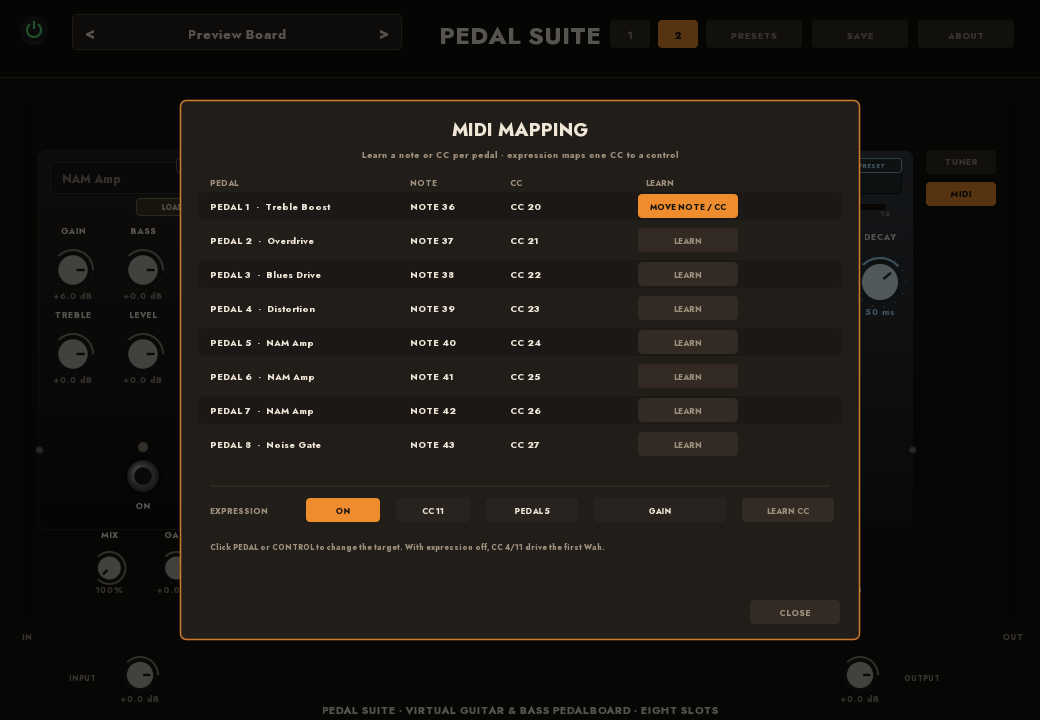 < Preview Board > PEDAL SUITE 1 2 PRESETS SAVE ABOUT
MIDI MAPPING
Learn a note or CC per pedal · expression maps one CC to a control
PEDAL NOTE CC LEARN
PEDAL 1 · Treble Boost NOTE 36 CC 20 MOVE NOTE / CC
PEDAL 2 · Overdrive NOTE 37 CC 21 LEARN
PEDAL 3 · Blues Drive NOTE 38 CC 22 LEARN
PEDAL 4 · Distortion NOTE 39 CC 23 LEARN
PEDAL 5 · NAM Amp NOTE 40 CC 24 LEARN
PEDAL 6 · NAM Amp NOTE 41 CC 25 LEARN
PEDAL 7 · NAM Amp NOTE 42 CC 26 LEARN
PEDAL 8 · Noise Gate NOTE 43 CC 27 LEARN
EXPRESSION ON CC 11 PEDAL 5 GAIN LEARN CC
Click PEDAL or CONTROL to change the target. With expression off, CC 4/11 drive the first Wah.
CLOSE
NAM Amp
LOA
GAIN BASS
+6.0 dB +0.0 dB
TREBLE LEVEL
+0.0 dB +0.0 dB
ON
MIX GA
100% +0.0
RESET
12
DECAY
50 ms
TUNER
MIDI
IN OUT
INPUT +0.0 dB +0.0 dB OUTPUT
PEDAL SUITE · VIRTUAL GUITAR & BASS PEDALBOARD · EIGHT SLOTS